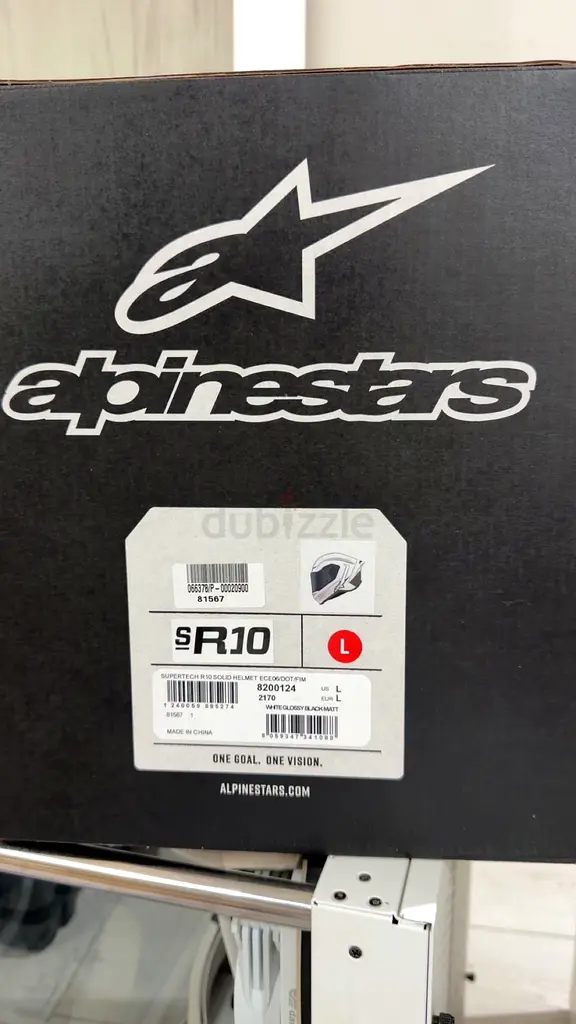 a
alpinestars
dubizzle
066378/P - 00020900
81567
SR10
L
SUPERTECH R10 SOLID HELMET ECE06/DOT/FIM
8200124
US L
2170
EUR L
WHITE GLOSSY BLACK MATT
81567
MADE IN CHINA
ONE GOAL. ONE VISION.
ALPINESTARS.COM